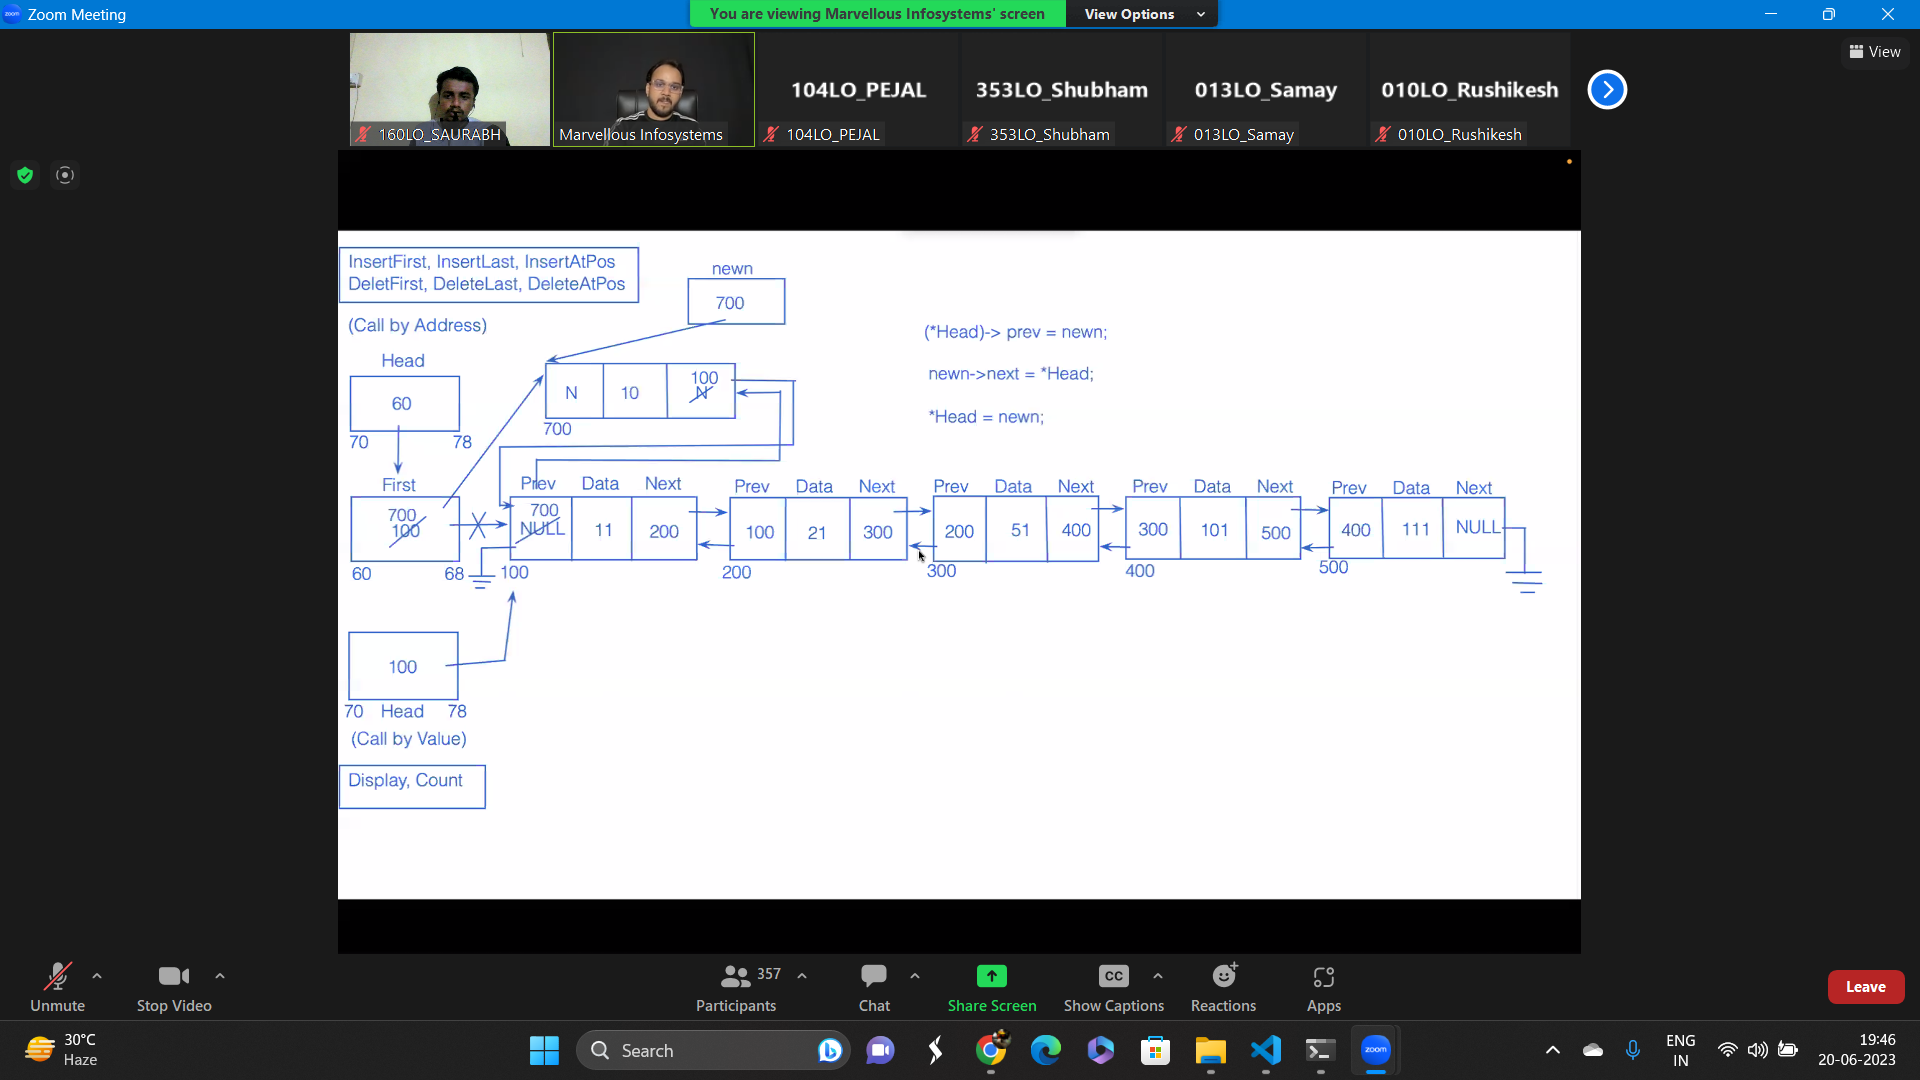 zoom Zoom Meeting
You are viewing Marvellous Infosystems' screen
View Options
View
104LO_PEJAL
353LO_Shubham
013LO_Samay
010LO_Rushikesh
160LO_SAURABH
Marvellous Infosystems
104LO_PEJAL
353LO_Shubham
013LO_Samay
010LO_Rushikesh
InsertFirst, InsertLast, InsertAtPos
DeletFirst, DeleteLast, DeleteAtPos
(Call by Address)
newn
700
(*Head)-> prev = newn;
newn->next = *Head;
*Head = newn;
Head
60
70 78
N 10 100
N
700
First
700
100
60 68
Prev Data Next
700
NULL 11 200
100
Prev Data Next
100 21 300
200
Prev Data Next
200 51 400
300
Prev Data Next
300 101 500
400
Prev Data Next
400 111 NULL
500
100
70 Head 78
(Call by Value)
Display, Count
Unmute
Stop Video
357
Participants
Chat
Share Screen
CC
Show Captions
Reactions
Apps
Leave
30°C
Haze
Search
zoom
ENG
IN
19:46
20-06-2023